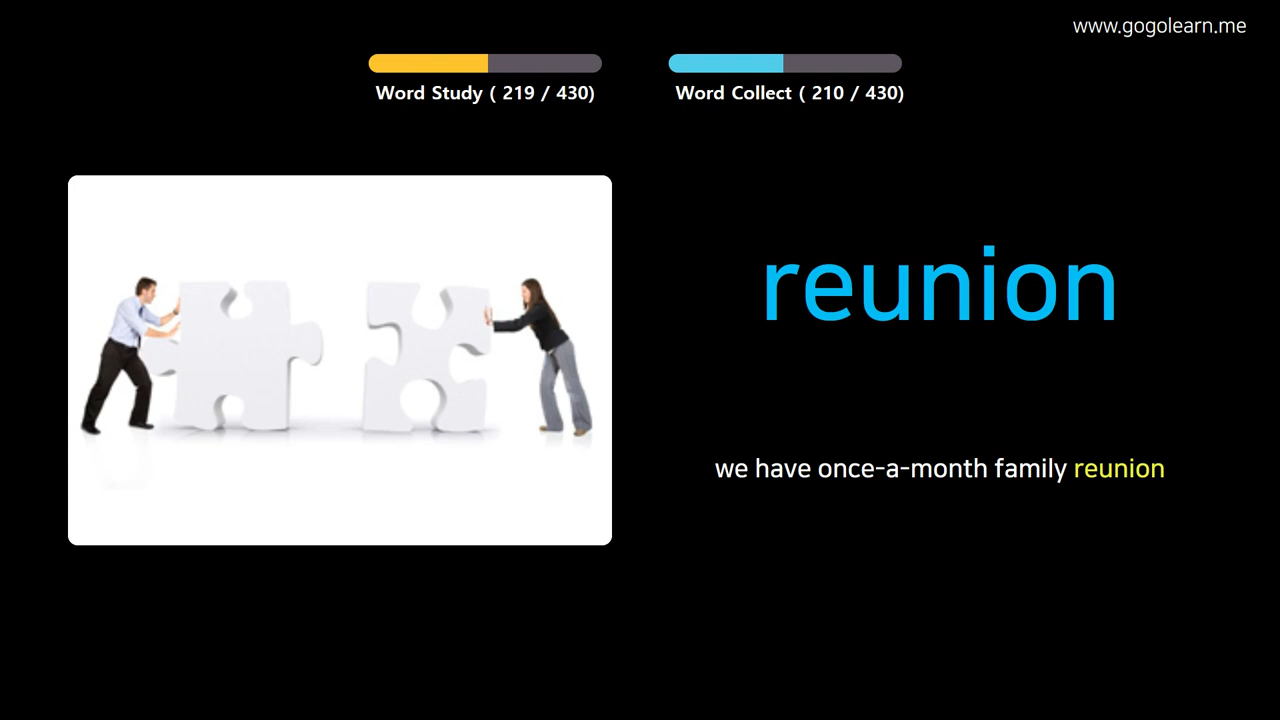 www.gogolearn.me
Word Study ( 219 / 430)
Word Collect ( 210 / 430)
reunion
we have once-a-month family reunion